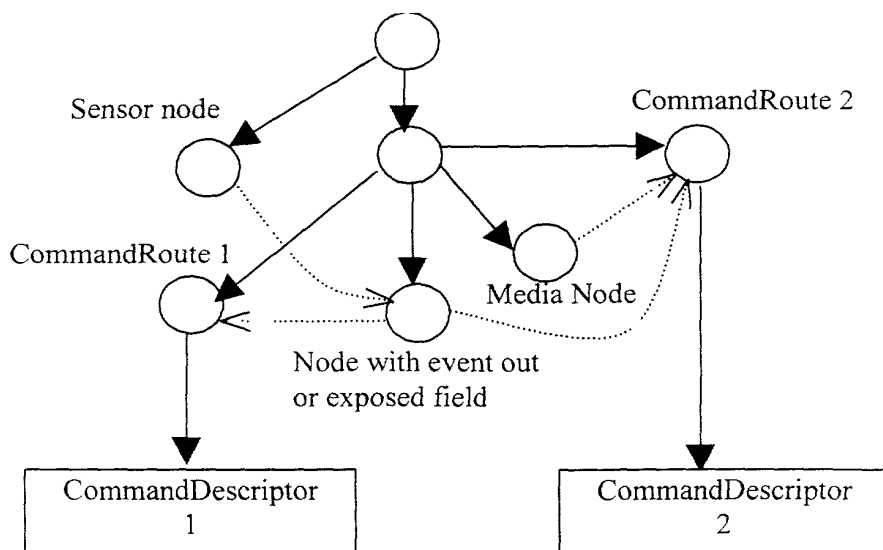 Sensor node
CommandRoute 2
CommandRoute 1
Media Node
Node with event out
or exposed field
CommandDescriptor
1
CommandDescriptor
2